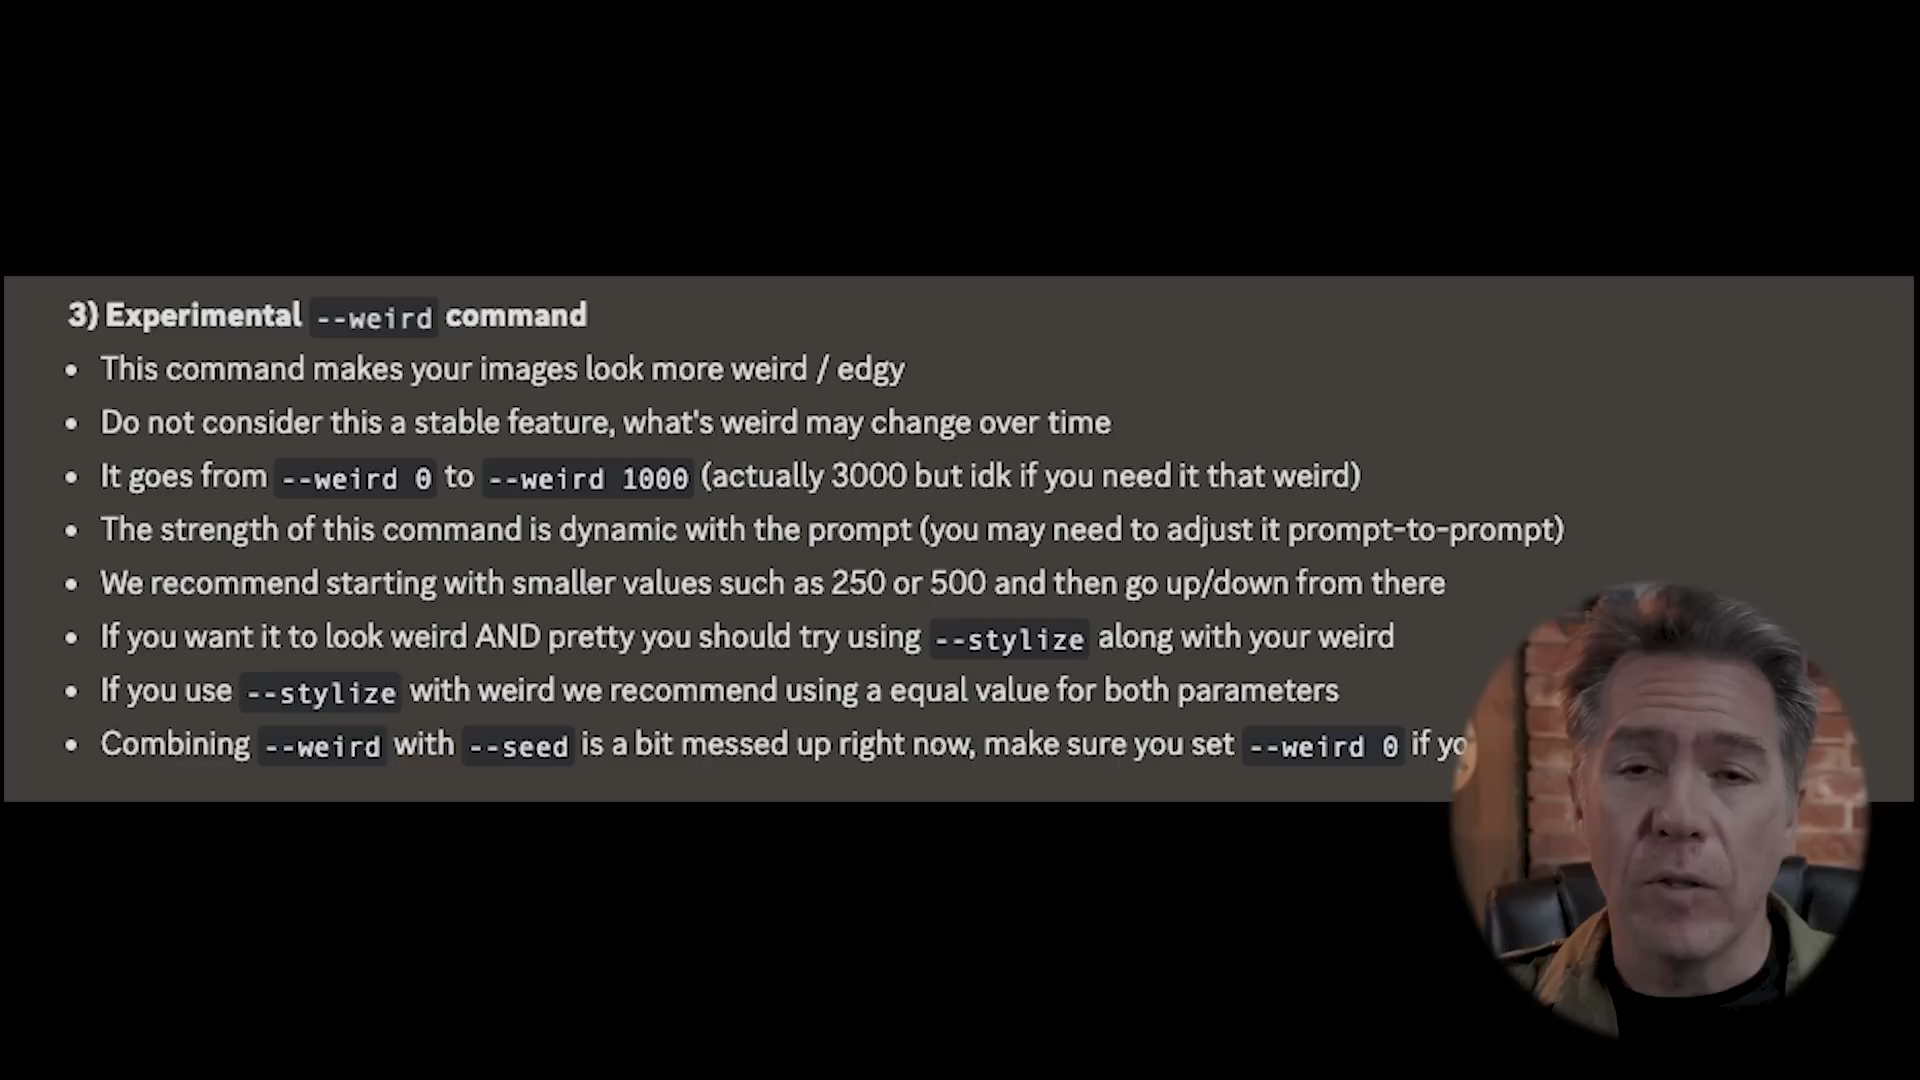 3) Experimental --weird command
• This command makes your images look more weird / edgy
• Do not consider this a stable feature, what's weird may change over time
• It goes from --weird 0 to --weird 1000 (actually 3000 but idk if you need it that weird)
• The strength of this command is dynamic with the prompt (you may need to adjust it prompt-to-prompt)
• We recommend starting with smaller values such as 250 or 500 and then go up/down from there
• If you want it to look weird AND pretty you should try using --stylize along with your weird
• If you use --stylize with weird we recommend using a equal value for both parameters
• Combining --weird with --seed is a bit messed up right now, make sure you set --weird 0 if